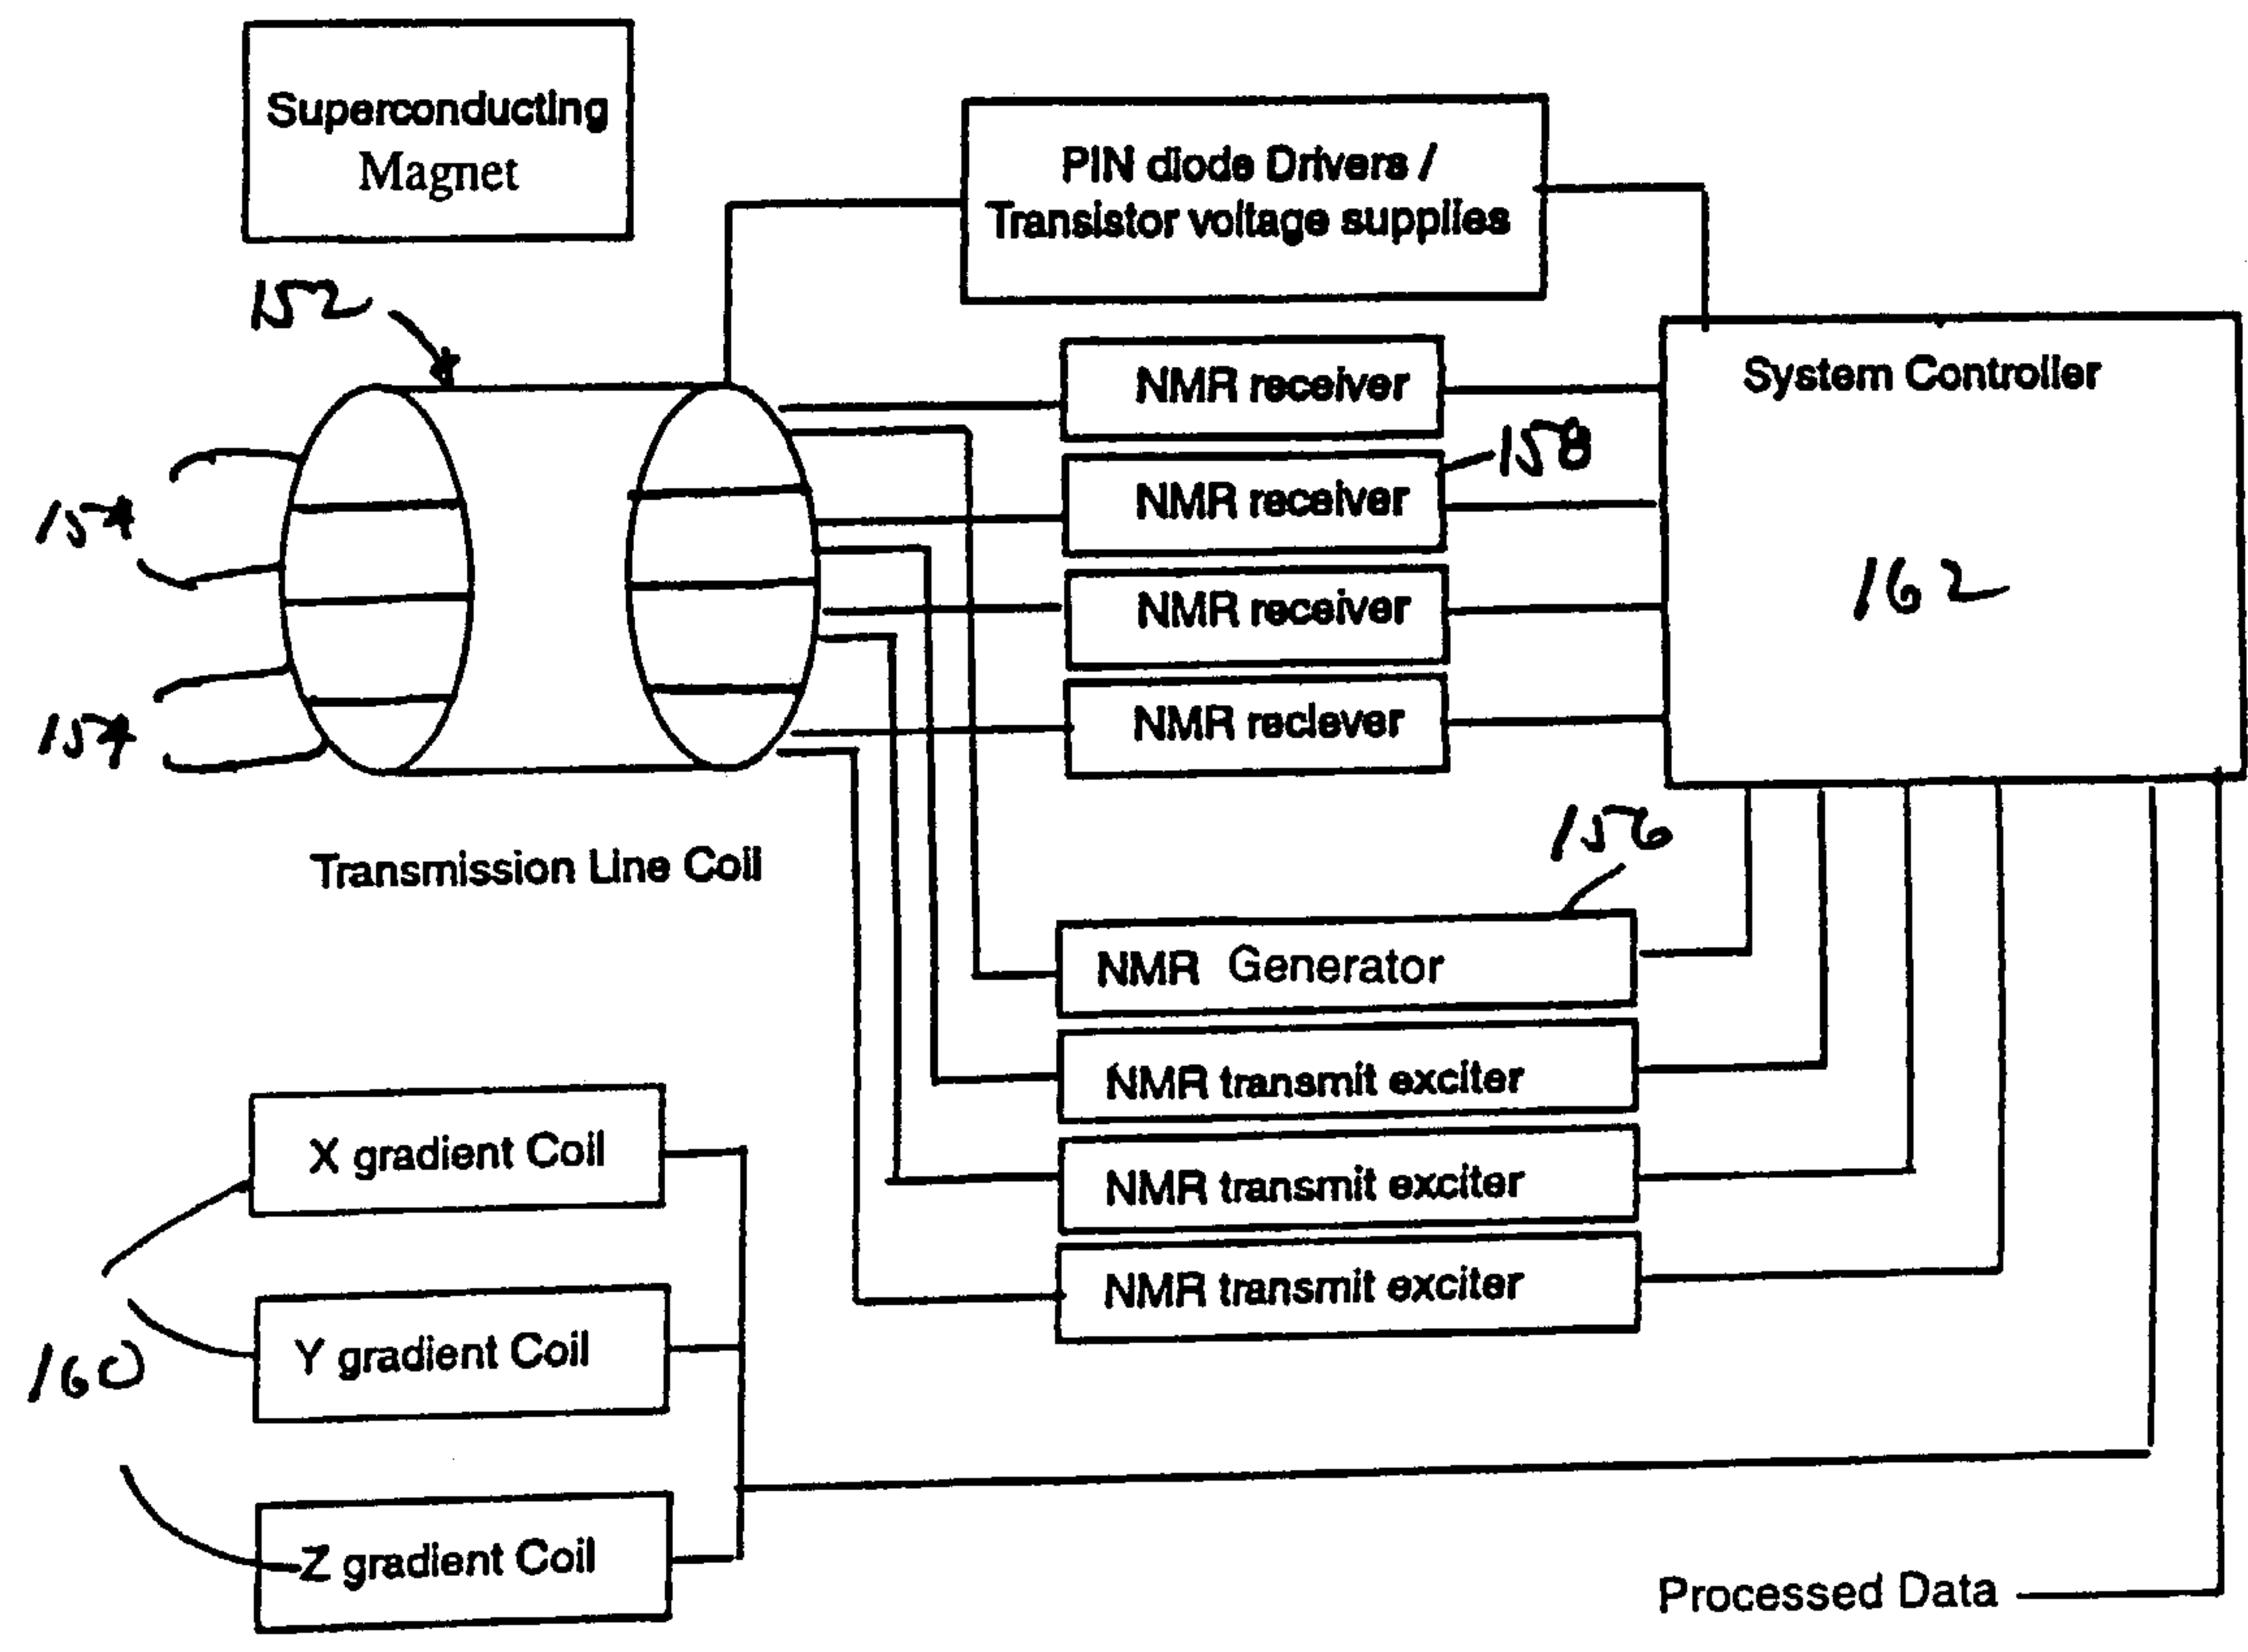 Superconducting
Magnet
PIN diode Drivers /
Transistor voltage supplies
152
NMR receiver
System Controller
158
NMR receiver
154
162
NMR receiver
NMR reciever
154
156
Transmission Line Coil
NMR Generator
NMR transmit exciter
X gradient Coil
NMR transmit exciter
NMR transmit exciter
Y gradient Coil
160
Z gradient Coil
Processed Data